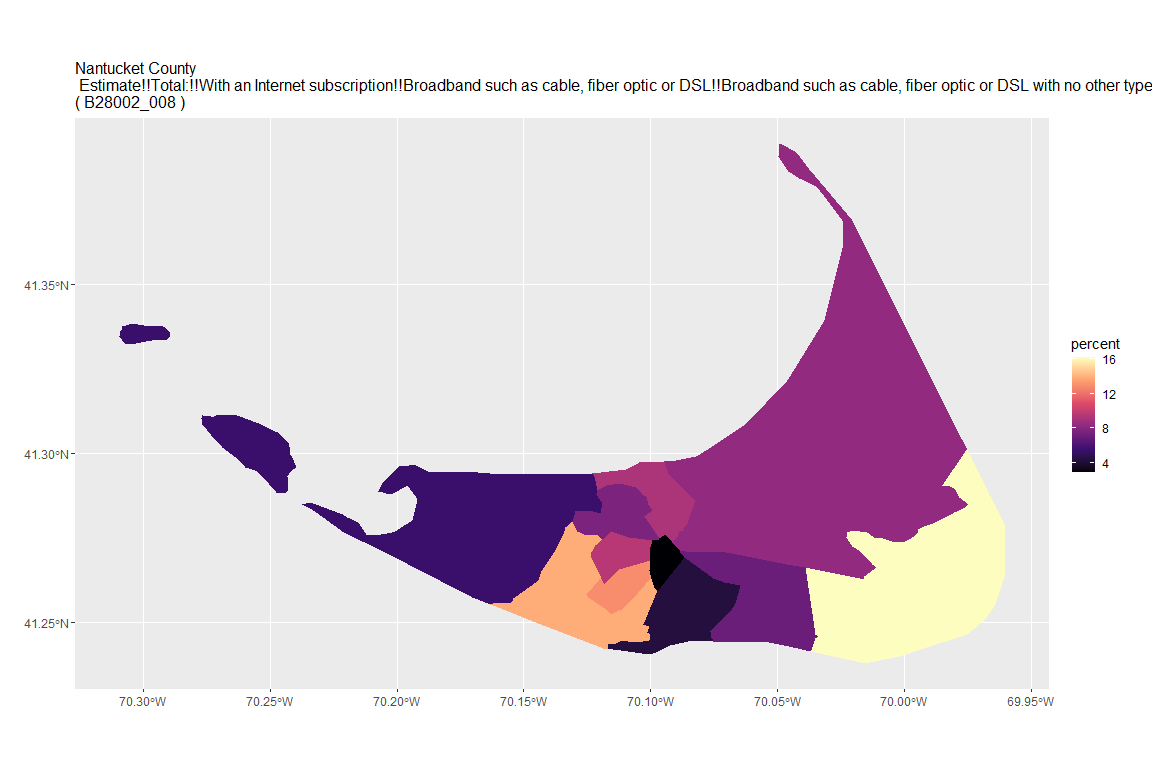 Nantucket County
Estimate!!Total:!!With an Internet subscription!!Broadband such as cable, fiber optic or DSL!!Broadband such as cable, fiber optic or DSL with no other type
( B28002_008 )
41.35°N
41.30°N
41.25°N
70.30°W 70.25°W 70.20°W 70.15°W 70.10°W 70.05°W 70.00°W 69.95°W
percent
16
12
8
4